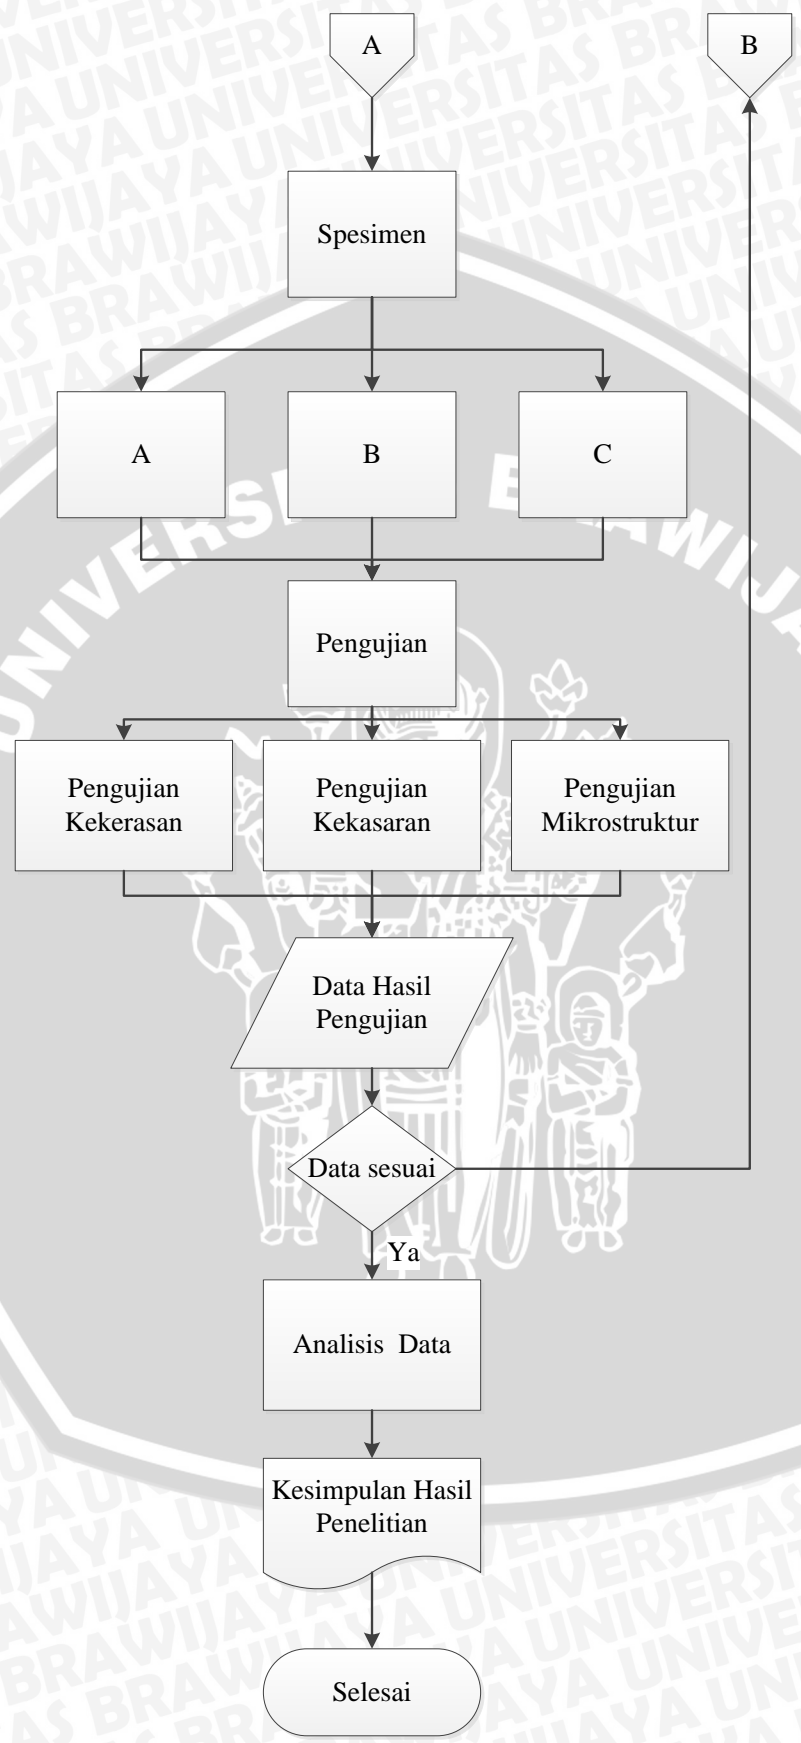 A
B
Spesimen
A
B
C
Pengujian
Pengujian
Kekerasan
Pengujian
Kekasaran
Pengujian
Mikrostruktur
Data Hasil
Pengujian
Data sesuai
Ya
Analisis Data
Kesimpulan Hasil
Penelitian
Selesai